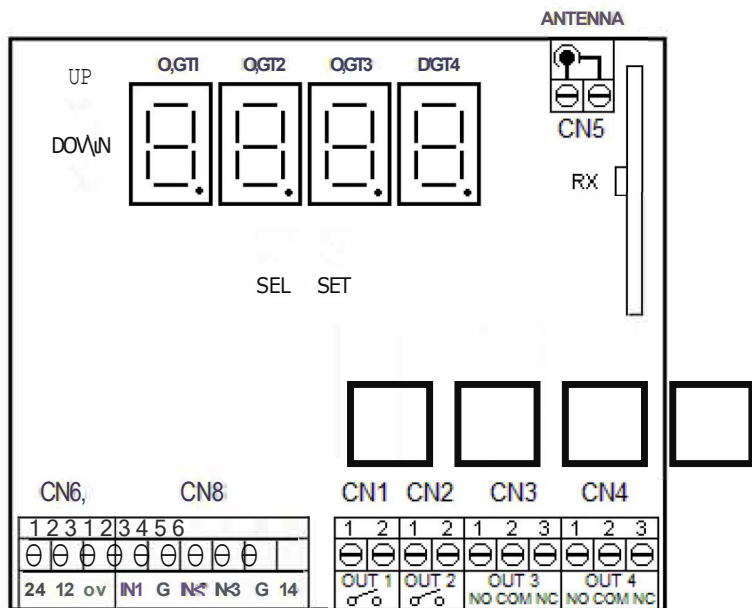 ANTENNA
UP O,GTI O,GT2 O,GT3 D'GT4
DOWN
CN5
RX
SEL SET
CN6, CN8 CN1 CN2 CN3 CN4
1 2 3 1 2 3 4 5 6 1 2 1 2 1 2 3 1 2 3
24 12 ov IN1 G N3 G 14 OUT 1 OUT 2 OUT 3 OUT 4
NO COM NC NO COM NC